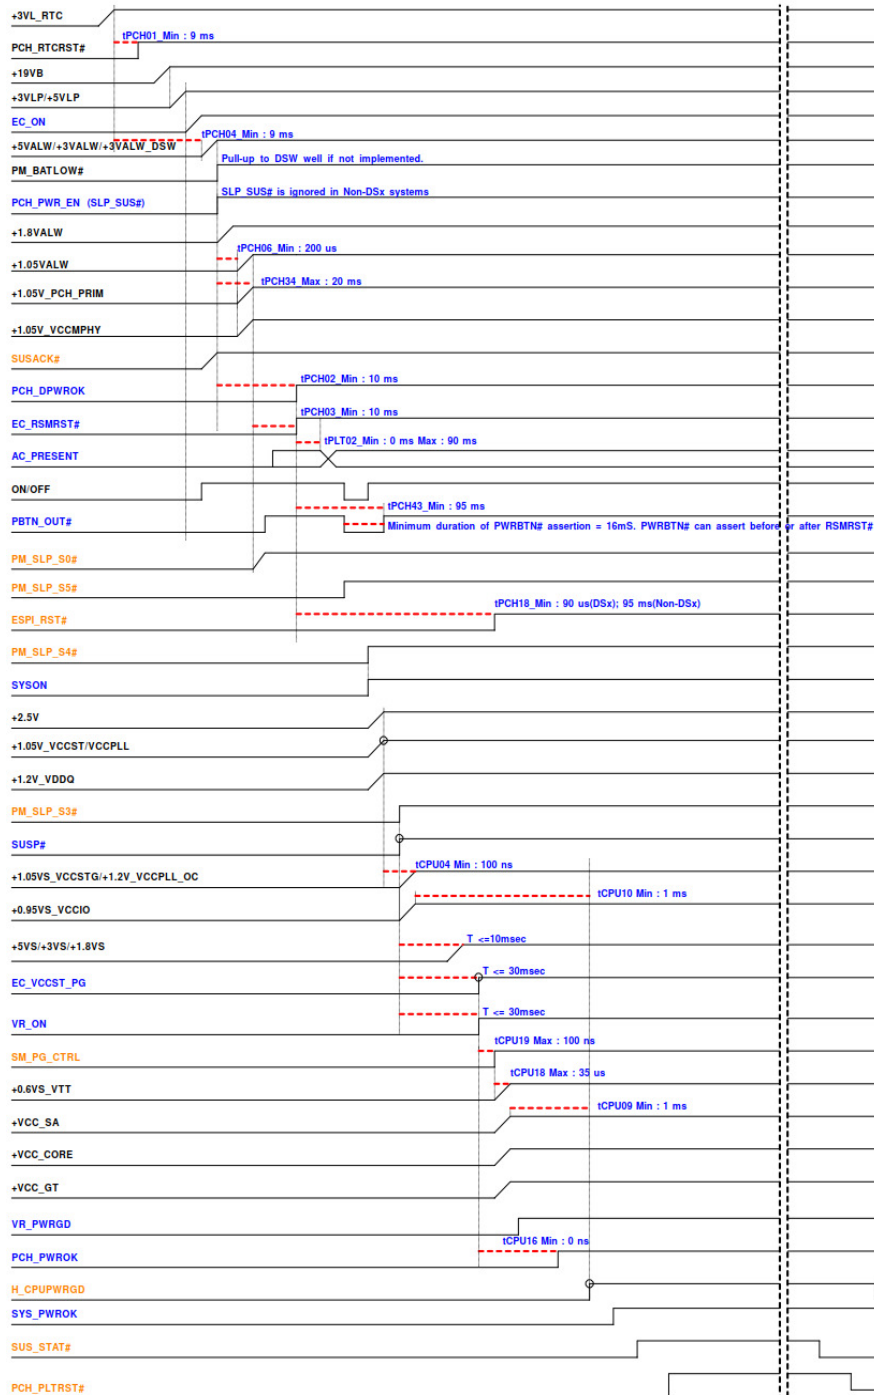 +3VL_RTC
tPCH01_Min : 9 ms
PCH_RTCRST#
+19VB
+3VLP/+5VLP
EC_ON
tPCH04_Min : 9 ms
+5VALW/+3VALW/+3VALW_DSW
Pull-up to DSW well if not implemented.
PM_BATLOW#
SLP_SUS# is ignored in Non-DSx systems
PCH_PWR_EN (SLP_SUS#)
+1.8VALW
tPCH06_Min : 200 us
+1.05VALW
tPCH34_Max : 20 ms
+1.05V_PCH_PRIM
+1.05V_VCCMPHY
SUSACK#
tPCH02_Min : 10 ms
PCH_DPWROK
tPCH03_Min : 10 ms
EC_RSMRST#
tPLT02_Min : 0 ms Max : 90 ms
AC_PRESENT
ON/OFF
tPCH43_Min : 95 ms
PBTN_OUT#
Minimum duration of PWRBTN# assertion = 16mS. PWRBTN# can assert before or after RSMRST#
PM_SLP_S0#
PM_SLP_S5#
tPCH18_Min : 90 us(DSx); 95 ms(Non-DSx)
ESPI_RST#
PM_SLP_S4#
SYSON
+2.5V
+1.05V_VCCST/VCCPLL
+1.2V_VDDQ
PM_SLP_S3#
SUSP#
tCPU04 Min : 100 ns
+1.05VS_VCCSTG/+1.2V_VCCPLL_OC
tCPU10 Min : 1 ms
+0.95VS_VCCIO
T <=10msec
+5VS/+3VS/+1.8VS
T <= 30msec
EC_VCCST_PG
T <= 30msec
VR_ON
tCPU19 Max : 100 ns
SM_PG_CTRL
tCPU18 Max : 35 us
+0.6VS_VTT
tCPU09 Min : 1 ms
+VCC_SA
+VCC_CORE
+VCC_GT
VR_PWRGD
tCPU16 Min : 0 ns
PCH_PWROK
H_CPUPWRGD
SYS_PWROK
SUS_STAT#
PCH_PLTRST#